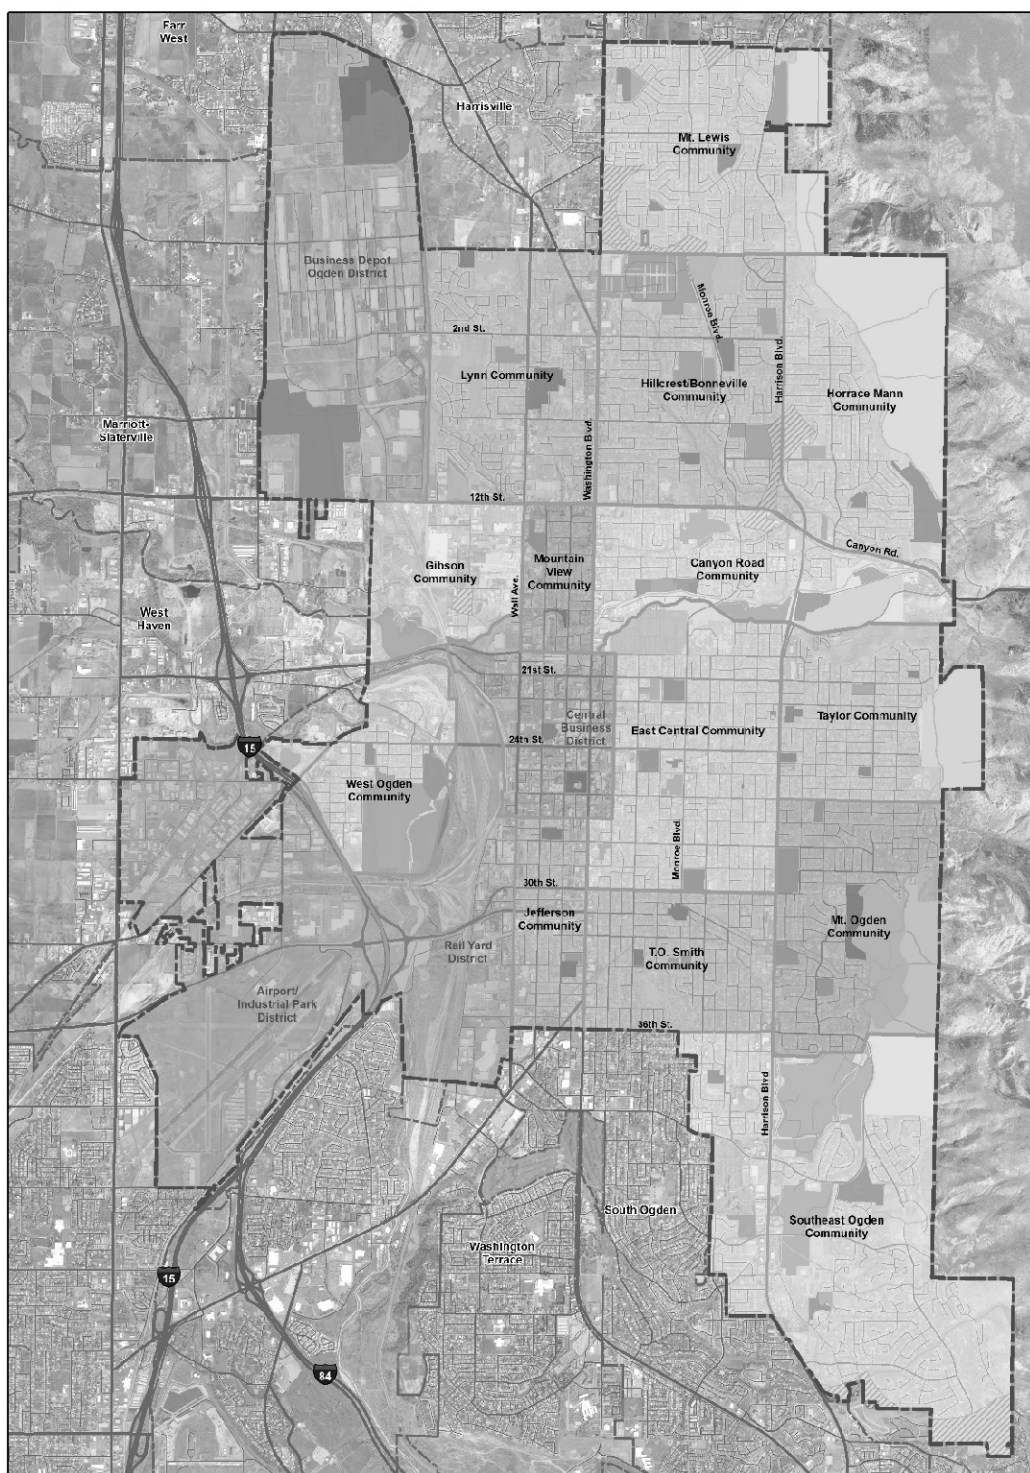 Farr
West
Harrisville
Mt. Lewis
Community
Business Depot
Ogden District
Monroe Blvd.
2nd St.
Harrison Blvd.
Lynn Community
Hillcrest/Bonneville
Community
Horrace Mann
Community
Marriott-
Slaterville
Washington Blvd.
12th St.
Canyon Rd.
Gibson
Community
Mountain
View
Community
Canyon Road
Community
Wall Ave.
West
Haven
21st St.
Central
Business
District
East Central Community
Taylor Community
24th St.
15
West Ogden
Community
Monroe Blvd.
30th St.
Jefferson
Community
Mt. Ogden
Community
Rail Yard
District
T.O. Smith
Community
Airport/
Industrial Park
District
36th St.
Harrison Blvd
South Ogden
Southeast Ogden
Community
Washington
Terrace
15
84